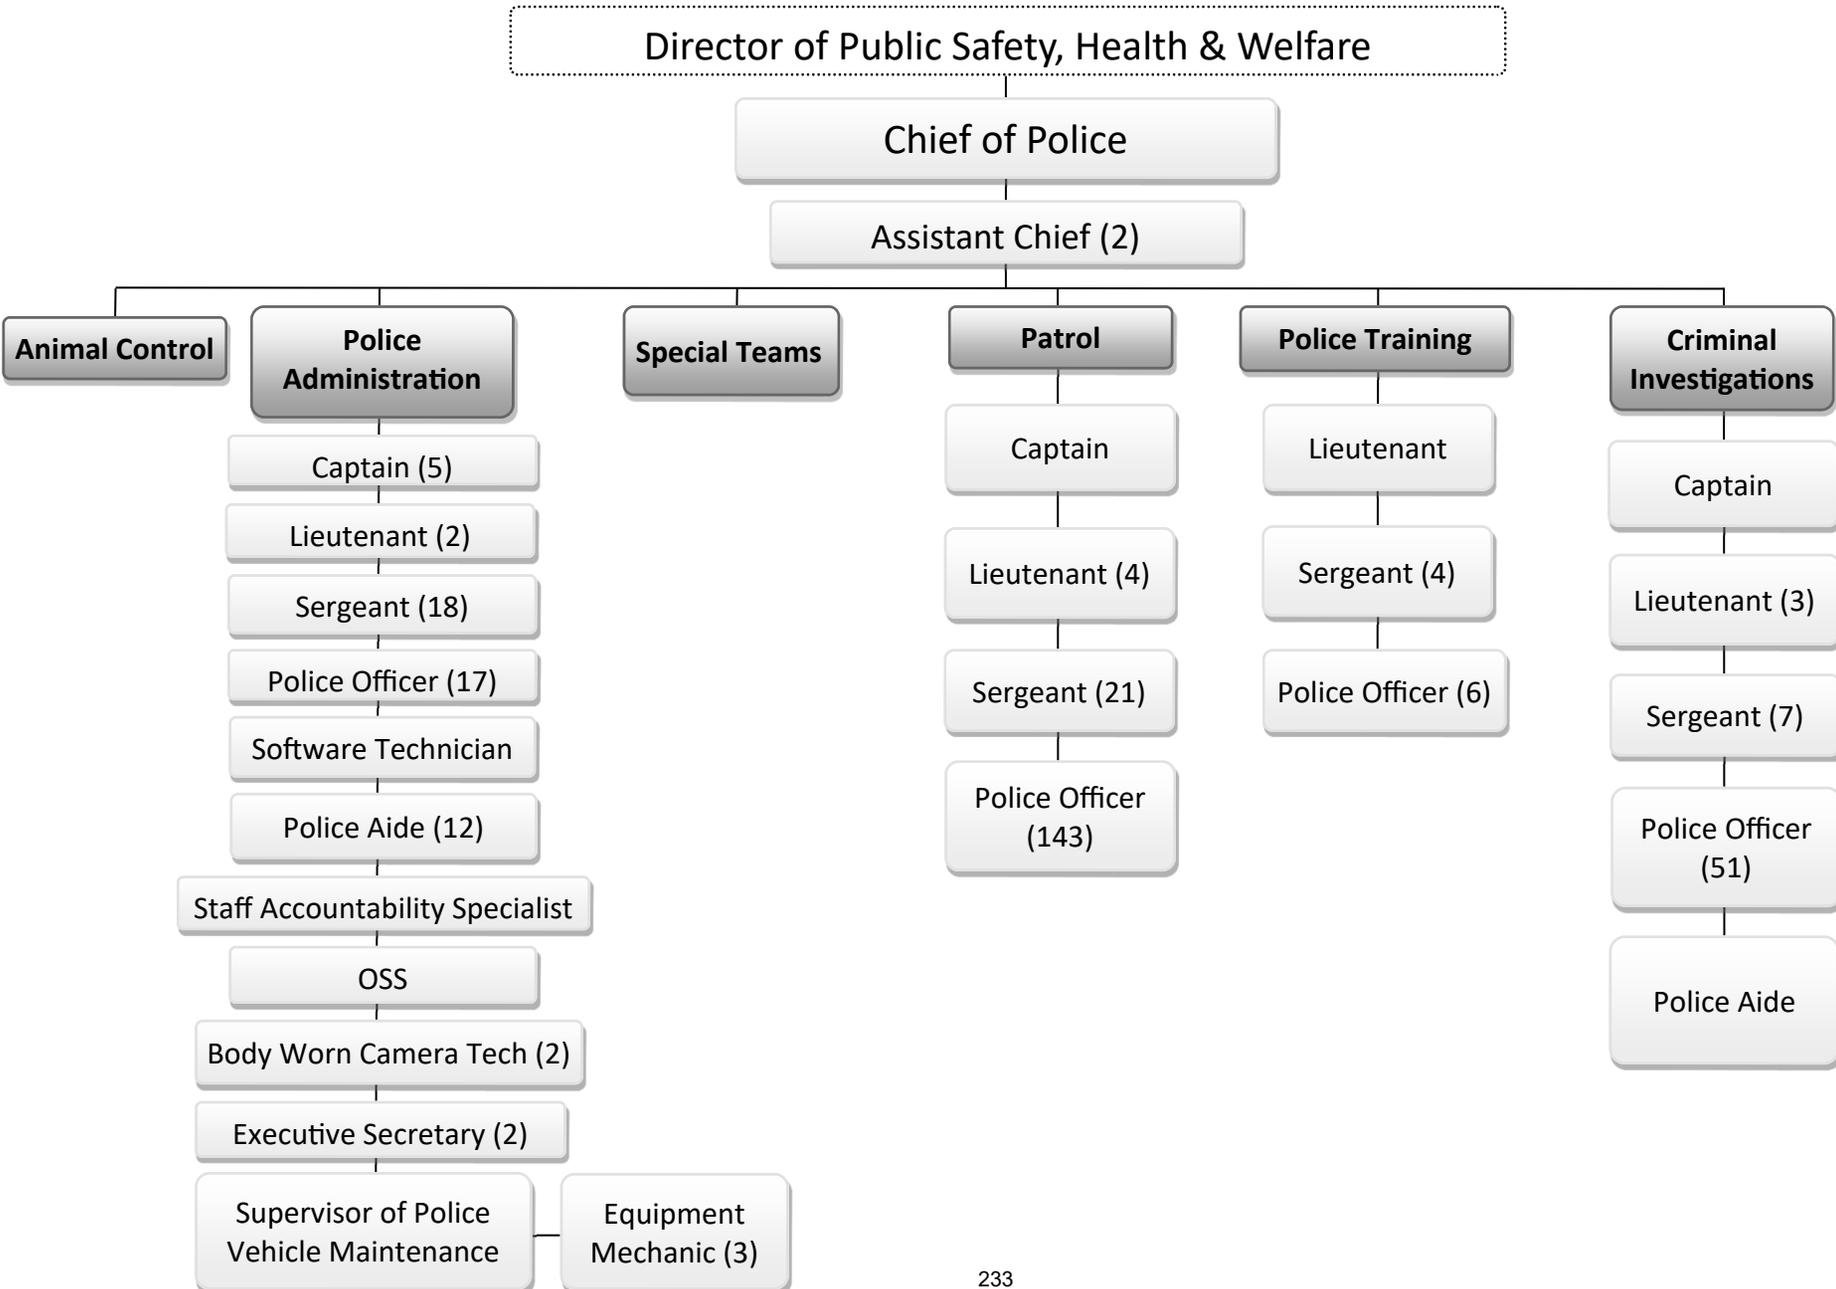 Director of Public Safety, Health & Welfare
Chief of Police
Assistant Chief (2)
Animal Control
Police
Administration
Captain (5)
Lieutenant (2)
Sergeant (18)
Police Officer (17)
Software Technician
Police Aide (12)
Staff Accountability Specialist
OSS
Body Worn Camera Tech (2)
Executive Secretary (2)
Supervisor of Police
Vehicle Maintenance
Equipment
Mechanic (3)
Special Teams
Patrol
Captain
Lieutenant (4)
Sergeant (21)
Police Officer
(143)
Police Training
Lieutenant
Sergeant (4)
Police Officer (6)
Criminal
Investigations
Captain
Lieutenant (3)
Sergeant (7)
Police Officer
(51)
Police Aide
233